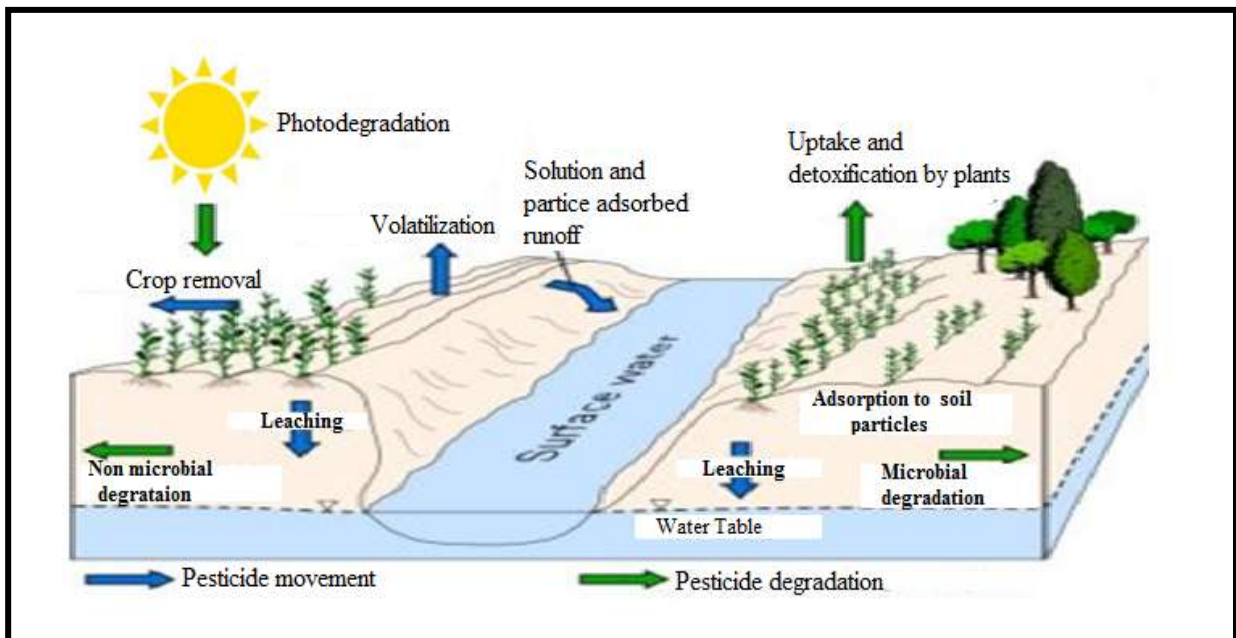 Photodegradation
Solution and
partice adsorbed
runoff
Uptake and
detoxification by plants
Volatilization
Crop removal
Surface water
Leaching
Adsorption to soil
particles
Non microbial
degrataion
Leaching
Microbial
degradation
Water Table
Pesticide movement
Pesticide degradation